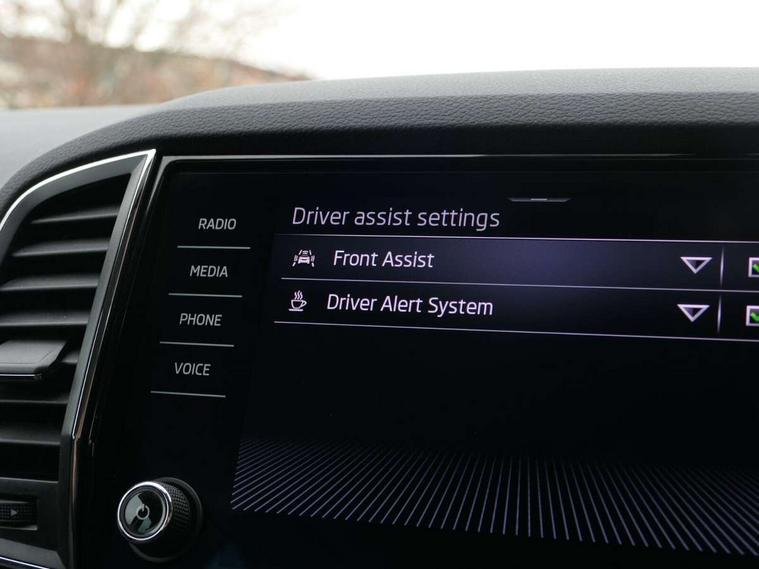 RADIO
MEDIA
PHONE
VOICE
Driver assist settings
Front Assist
Driver Alert System